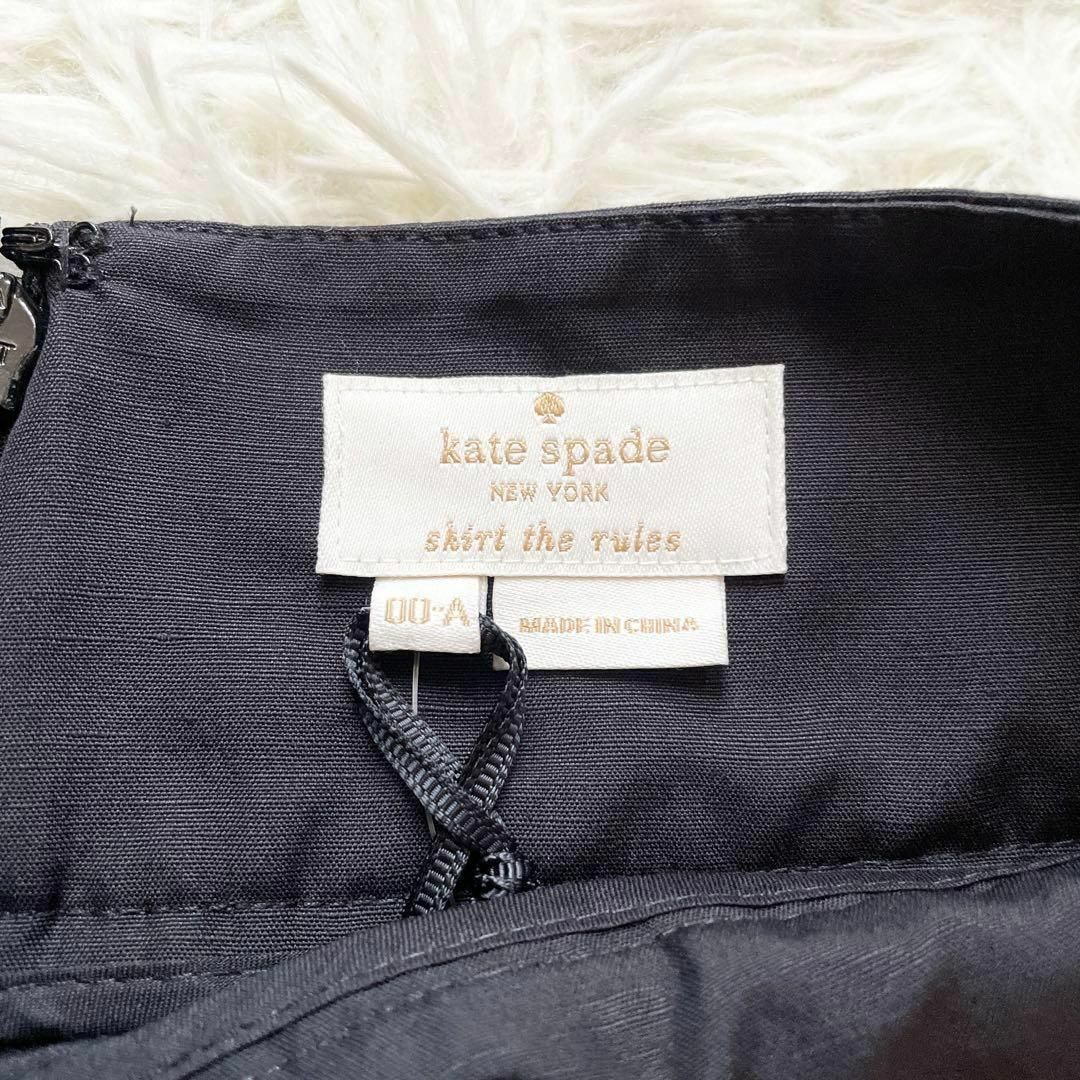 kate spade
NEW YORK
skirt the rules
00-A
MADE IN CHINA